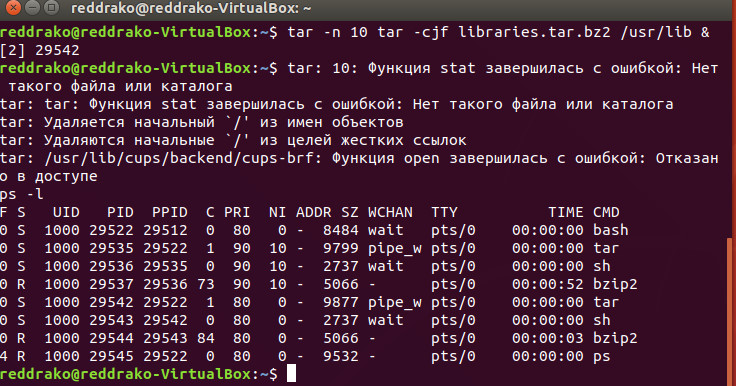 reddrako@reddrako-VirtualBox: ~
reddrako@reddrako-VirtualBox:~$ tar -n 10 tar -cjf libraries.tar.bz2 /usr/lib &
[2] 29542
reddrako@reddrako-VirtualBox:~$ tar: 10: Функция stat завершилась с ошибкой: Нет
 такого файла или каталога
tar: tar: Функция stat завершилась с ошибкой: Нет такого файла или каталога
tar: Удаляется начальный `/' из имен объектов
tar: Удаляются начальные `/' из целей жестких ссылок
tar: /usr/lib/cups/backend/cups-brf: Функция open завершилась с ошибкой: Отказан
о в доступе
ps -l
F S   UID   PID  PPID  C PRI  NI ADDR SZ WCHAN  TTY          TIME CMD
0 S  1000 29522 29512  0  80   0 -  8484 wait   pts/0    00:00:00 bash
0 S  1000 29535 29522  1  90  10 -  9799 pipe_w pts/0    00:00:00 tar
0 S  1000 29536 29535  0  90  10 -  2737 wait   pts/0    00:00:00 sh
0 R  1000 29537 29536 73  90  10 -  5066 -      pts/0    00:00:52 bzip2
0 S  1000 29542 29522  1  80   0 -  9877 pipe_w pts/0    00:00:00 tar
0 S  1000 29543 29542  0  80   0 -  2737 wait   pts/0    00:00:00 sh
0 R  1000 29544 29543 84  80   0 -  5066 -      pts/0    00:00:03 bzip2
4 R  1000 29545 29522  0  80   0 -  9532 -      pts/0    00:00:00 ps
reddrako@reddrako-VirtualBox:~$